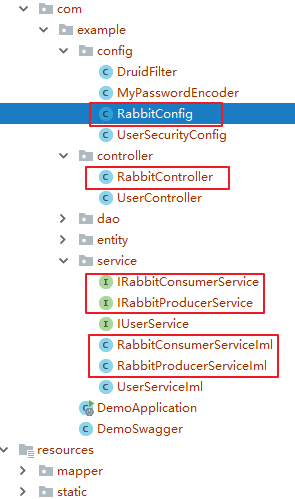 com
example
config
DruidFilter
MyPasswordEncoder
RabbitConfig
UserSecurityConfig
controller
RabbitController
UserController
dao
entity
service
IRabbitConsumerService
IRabbitProducerService
IUserService
RabbitConsumerServiceIml
RabbitProducerServiceIml
UserServiceIml
DemoApplication
DemoSwagger
resources
mapper
static